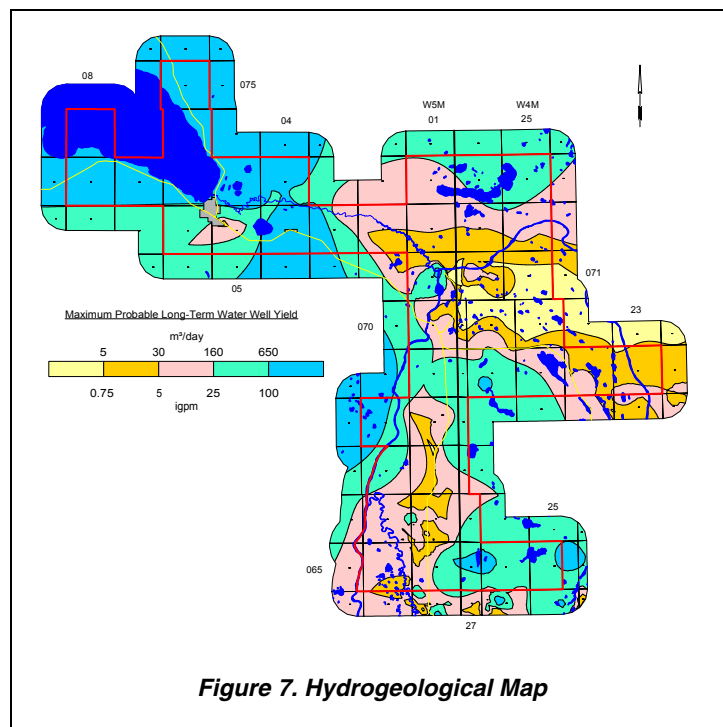 08
075
04
W5M W4M
01 25
071
05
Maximum Probable Long-Term Water Well Yield
070
23
m³/day
5 30 160 650
0.75 5 25 100
igpm
25
065
27
Figure 7. Hydrogeological Map